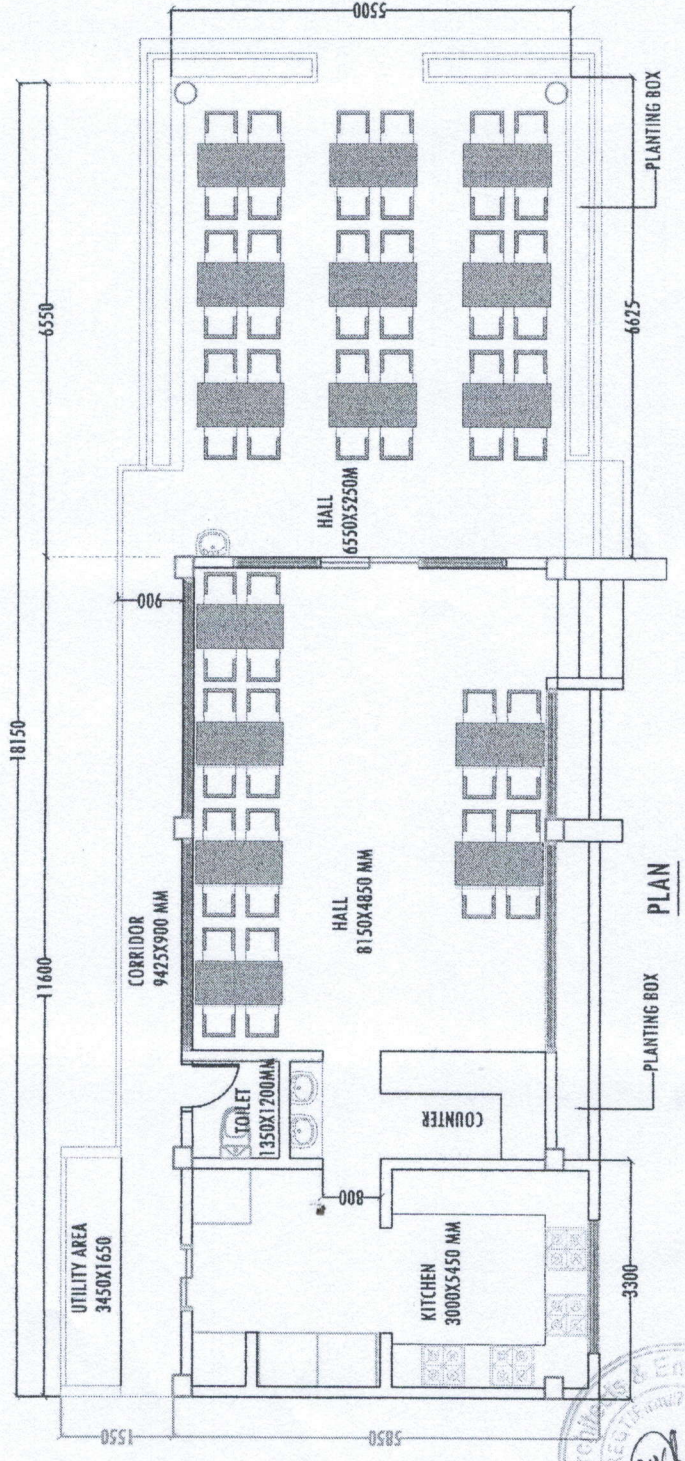 18150
11600
6550
1550
5850
5500
UTILITY AREA
3450X1650
CORRIDOR
9425X900 MM
900
TOILET
1350X1200MM
HALL
8150X4850 MM
HALL
6550X5250M
800
COUNTER
KITCHEN
3000X5450 MM
3300
6625
PLANTING BOX
PLANTING BOX
PLAN